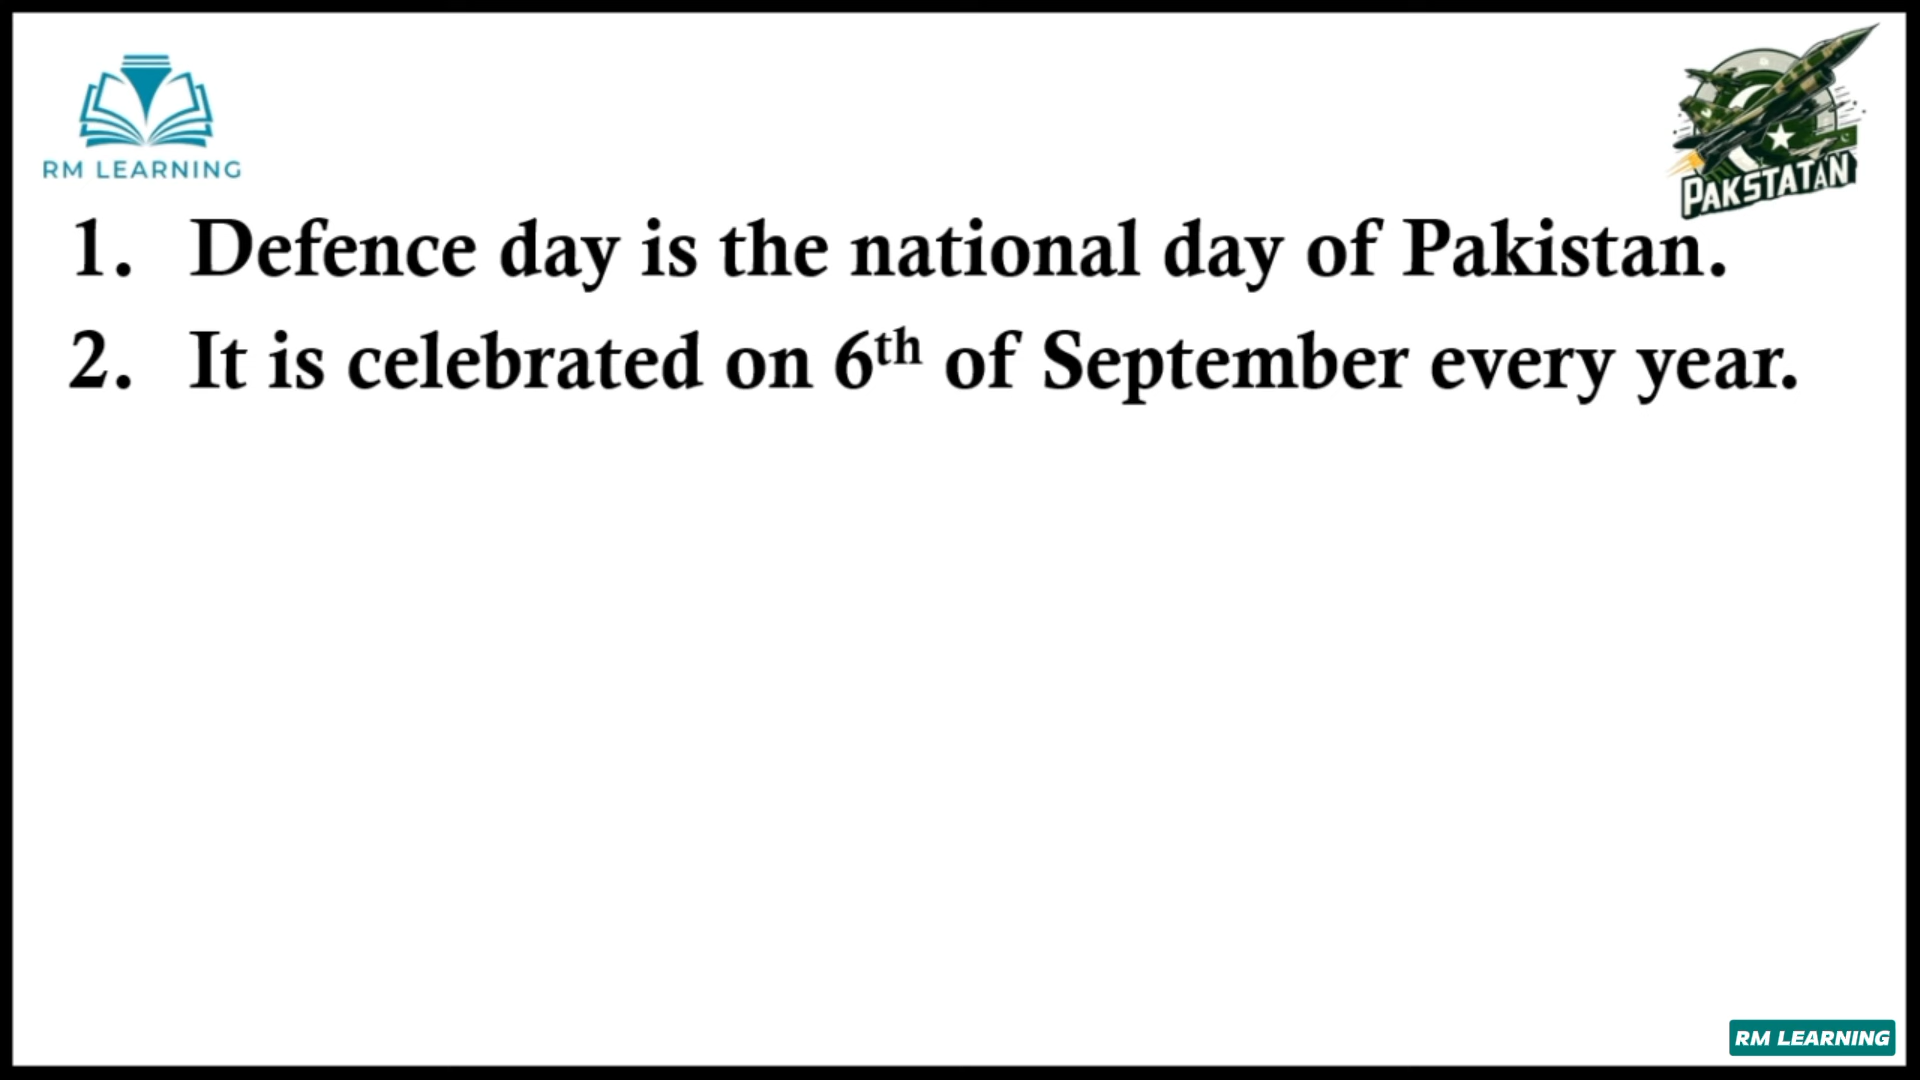 RM LEARNING
PAKSTATAN
1. Defence day is the national day of Pakistan.
2. It is celebrated on 6th of September every year.
RM LEARNING